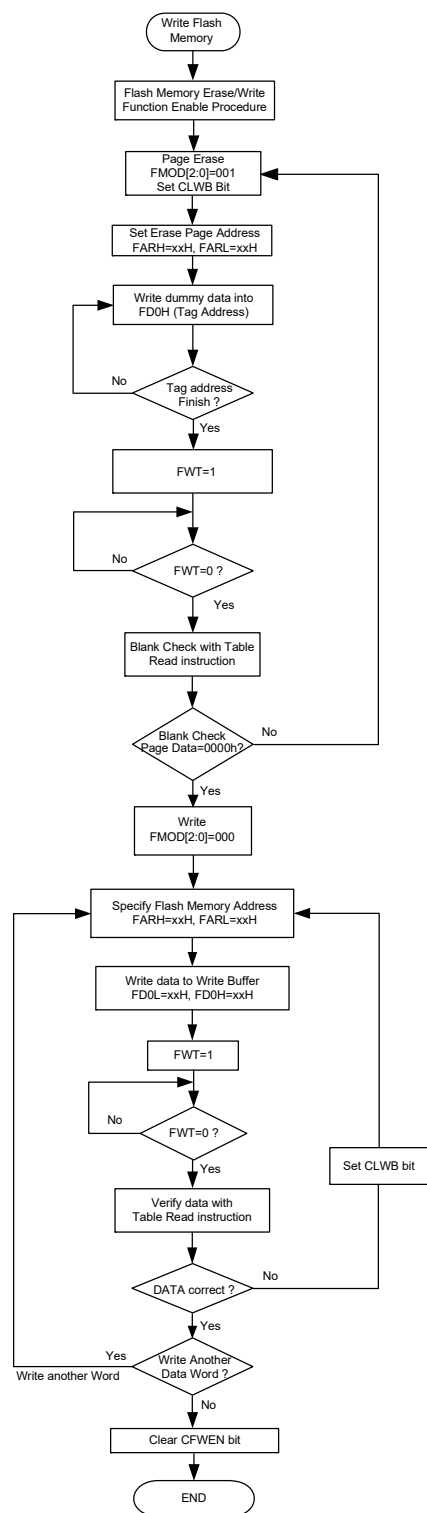 Write Flash
Memory
Flash Memory Erase/Write
Function Enable Procedure
Page Erase
FMOD[2:0]=001
Set CLWB Bit
Set Erase Page Address
FARH=xxH, FARL=xxH
Write dummy data into
FD0H (Tag Address)
No
Tag address
Finish ?
Yes
FWT=1
No
FWT=0 ?
Yes
Blank Check with Table
Read instruction
Blank Check
Page Data=0000h?
No
Yes
Write
FMOD[2:0]=000
Specify Flash Memory Address
FARH=xxH, FARL=xxH
Write data to Write Buffer
FD0L=xxH, FD0H=xxH
FWT=1
No
FWT=0 ?
Yes
Set CLWB bit
Verify data with
Table Read instruction
DATA correct ?
No
Yes
Yes
Write another Word
Write Another
Data Word ?
No
Clear CFWEN bit
END